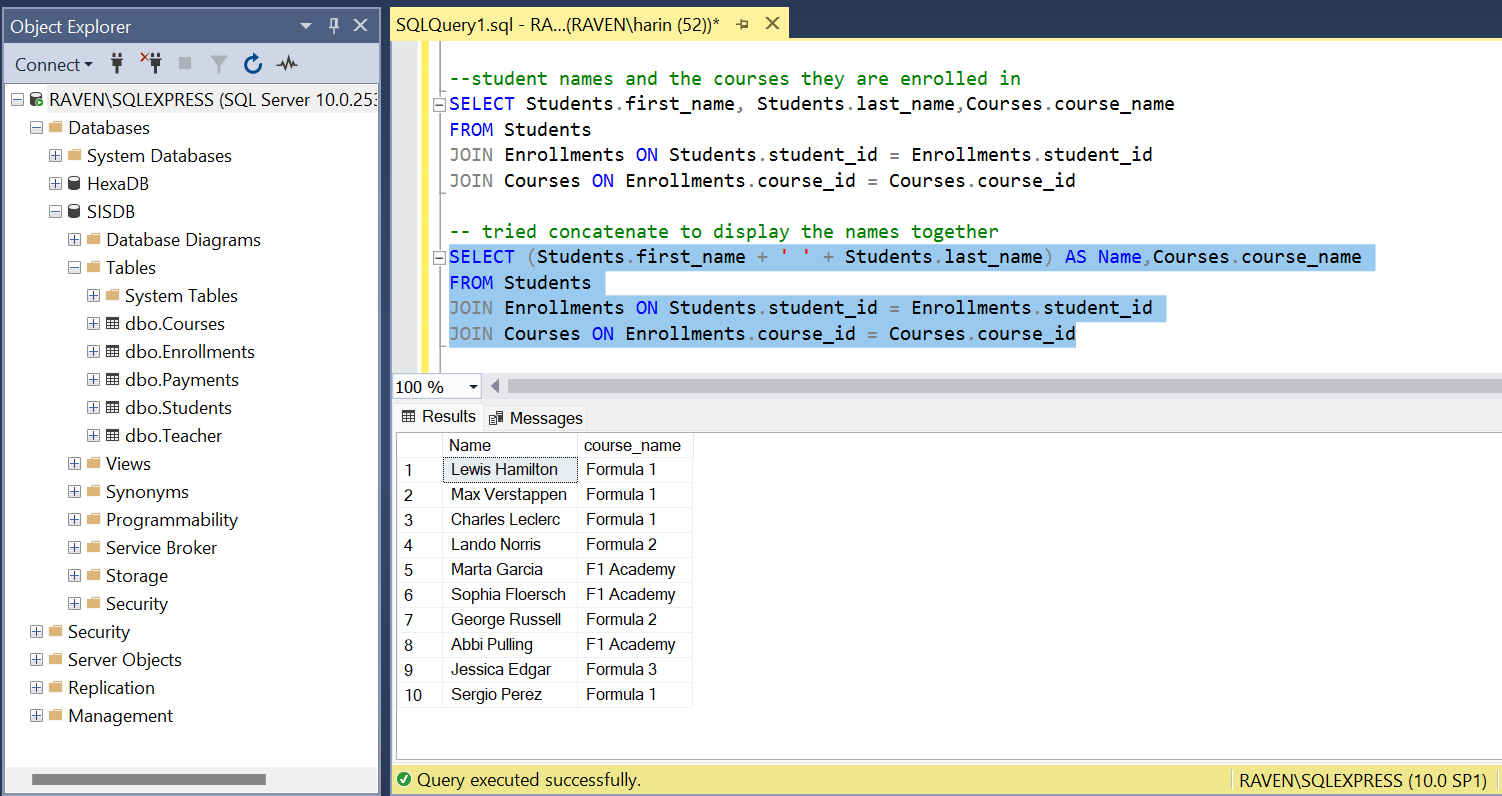 Object Explorer
Connect
RAVEN\SQLEXPRESS (SQL Server 10.0.253
Databases
System Databases
HexaDB
SISDB
Database Diagrams
Tables
System Tables
dbo.Courses
dbo.Enrollments
dbo.Payments
dbo.Students
dbo.Teacher
Views
Synonyms
Programmability
Service Broker
Storage
Security
Security
Server Objects
Replication
Management
SQLQuery1.sql - RA...(RAVEN\harin (52))*
--student names and the courses they are enrolled in
SELECT Students.first_name, Students.last_name,Courses.course_name
FROM Students
JOIN Enrollments ON Students.student_id = Enrollments.student_id
JOIN Courses ON Enrollments.course_id = Courses.course_id
-- tried concatenate to display the names together
SELECT (Students.first_name + ' ' + Students.last_name) AS Name,Courses.course_name
FROM Students
JOIN Enrollments ON Students.student_id = Enrollments.student_id
JOIN Courses ON Enrollments.course_id = Courses.course_id
100 %
Results Messages
Name course_name
1 Lewis Hamilton Formula 1
2 Max Verstappen Formula 1
3 Charles Leclerc Formula 1
4 Lando Norris Formula 2
5 Marta Garcia F1 Academy
6 Sophia Floersch F1 Academy
7 George Russell Formula 2
8 Abbi Pulling F1 Academy
9 Jessica Edgar Formula 3
10 Sergio Perez Formula 1
Query executed successfully. RAVEN\SQLEXPRESS (10.0 SP1)